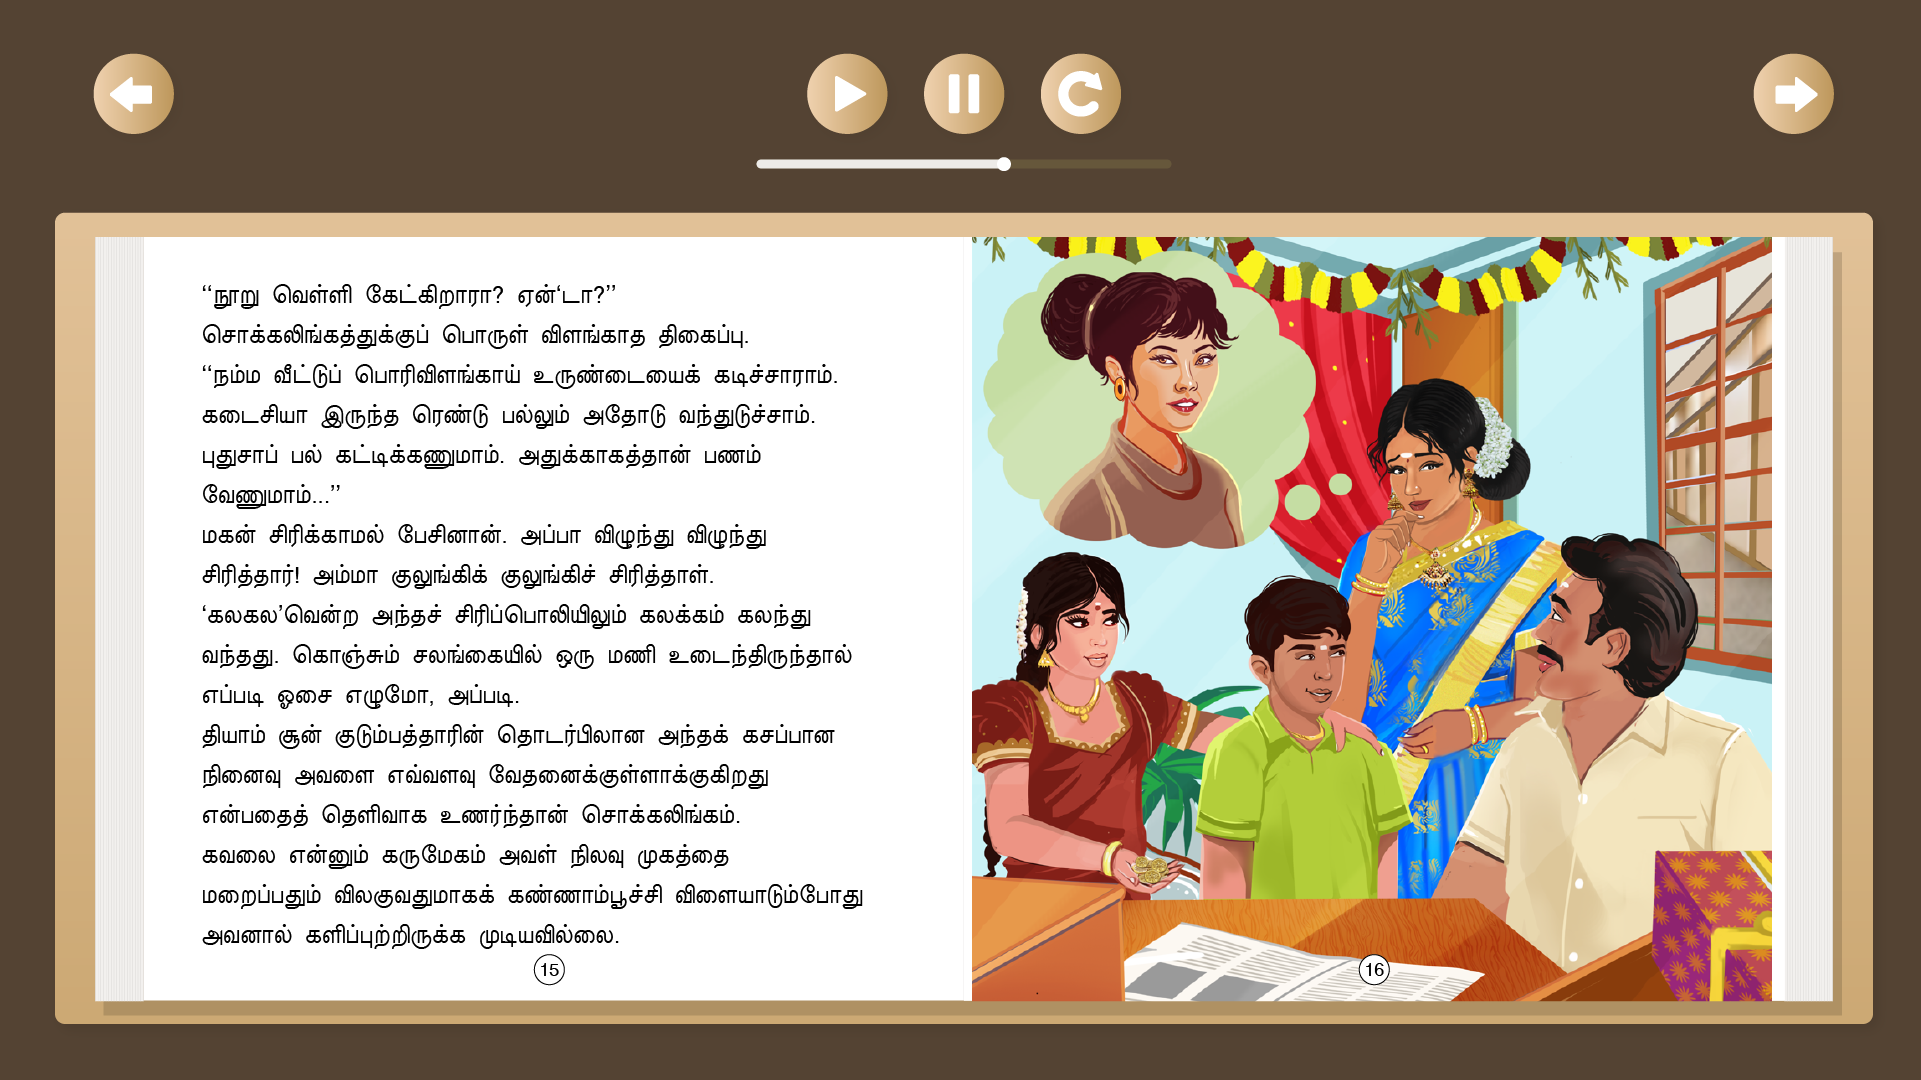 “நூறு வெள்ளி கேட்கிறாரா? ஏன்‘டா?”
சொக்கலிங்கத்துக்குப் பொருள் விளங்காத திகைப்பு.
“நம்ம வீட்டுப் பொரிவிளங்காய் உருண்டையைக் கடிச்சாராம்.
கடைசியா இருந்த ரெண்டு பல்லும் அதோடு வந்துடுச்சாம்.
புதுசாப் பல் கட்டிக்கணுமாம். அதுக்காகத்தான் பணம்
வேணுமாம்...”
மகன் சிரிக்காமல் பேசினான். அப்பா விழுந்து விழுந்து
சிரித்தார்! அம்மா குலுங்கிக் குலுங்கிச் சிரித்தாள்.
‘கலகல’வென்ற அந்தச் சிரிப்பொலியிலும் கலக்கம் கலந்து
வந்தது. கொஞ்சும் சலங்கையில் ஒரு மணி உடைந்திருந்தால்
எப்படி ஓசை எழுமோ, அப்படி.
தியாம் சூன் குடும்பத்தாரின் தொடர்பிலான அந்தக் கசப்பான
நினைவு அவளை எவ்வளவு வேதனைக்குள்ளாக்குகிறது
என்பதைத் தெளிவாக உணர்ந்தான் சொக்கலிங்கம்.
கவலை என்னும் கருமேகம் அவள் நிலவு முகத்தை
மறைப்பதும் விலகுவதுமாகக் கண்ணாம்பூச்சி விளையாடும்போது
அவனால் களிப்புற்றிருக்க முடியவில்லை.
15
16